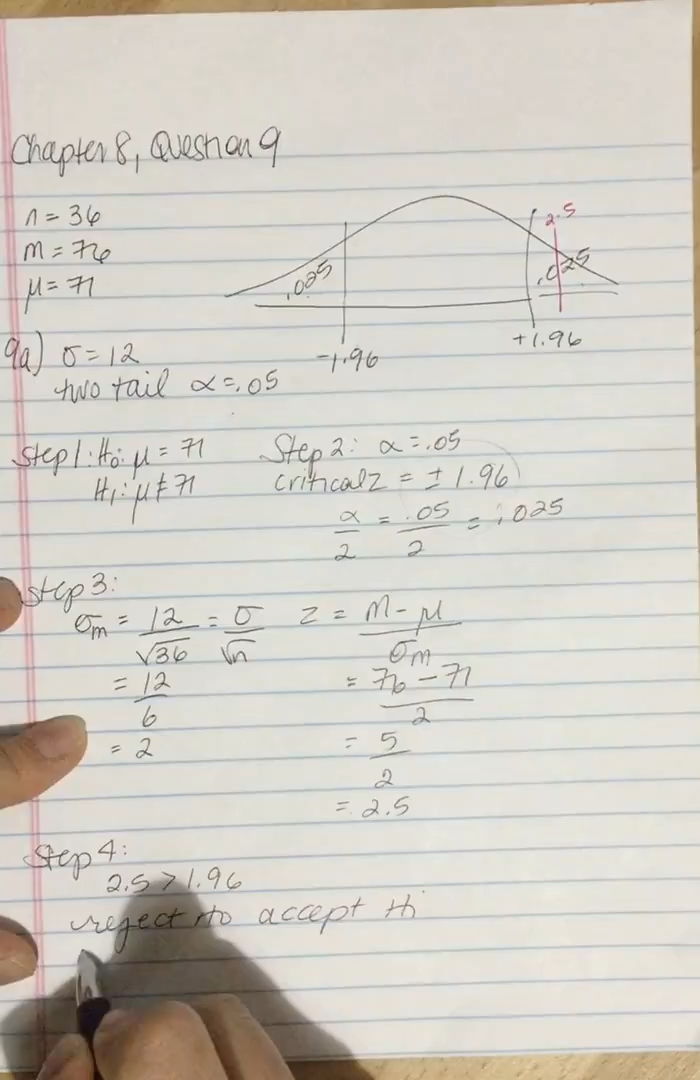 Chapter 8, Question 9
n = 36
m = 76
μ = 71
.025
2.5
.025
-1.96
+1.96
9a) σ = 12
two tail α = .05
Step 1: H₀: μ = 71
H₁: μ ≠ 71
Step 2: α = .05
critical z = ± 1.96
α/2 = .05/2 = .025
Step 3:
σm = 12/√36 = σ/√n
= 12/6
= 2
z = M - μ/σm
= 76 - 71/2
= 5/2
= 2.5
Step 4:
2.5 > 1.96
reject Ho accept Hi